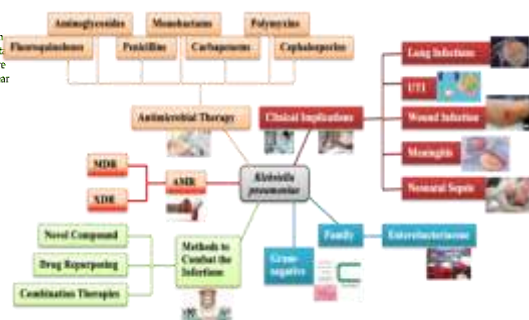 Aminoglycosides
Monobactams
Polymyxins
Fluoroquinolones
Penicillins
Carbapenems
Cephalosporins
Antimicrobial Therapy
Clinical Implications
Lung Infections
UTI
Wound Infection
Meningitis
Neonatal Sepsis
MDR
XDR
AMR
Klebsiella
pneumoniae
Novel Compound
Drug Repurposing
Combination Therapies
Methods to
Combat the
Infections
Gram-
negative
Family
Enterobacteriaceae